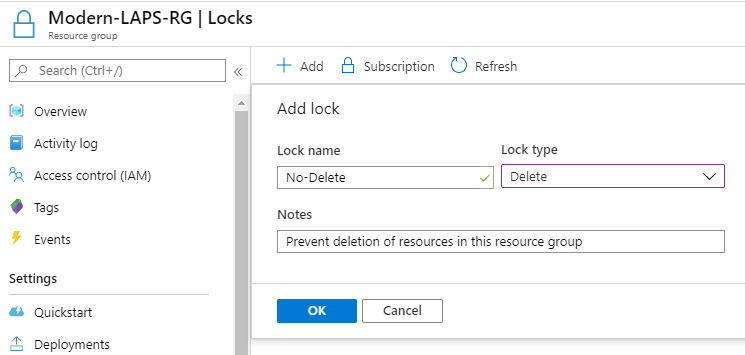 Modern-LAPS-RG | Locks
Resource group
Search (Ctrl+/)
«
Overview
Activity log
Access control (IAM)
Tags
Events
Settings
Quickstart
Deployments
+ Add
Subscription
Refresh
Add lock
Lock name
Lock type
No-Delete
Delete
Notes
Prevent deletion of resources in this resource group
OK
Cancel